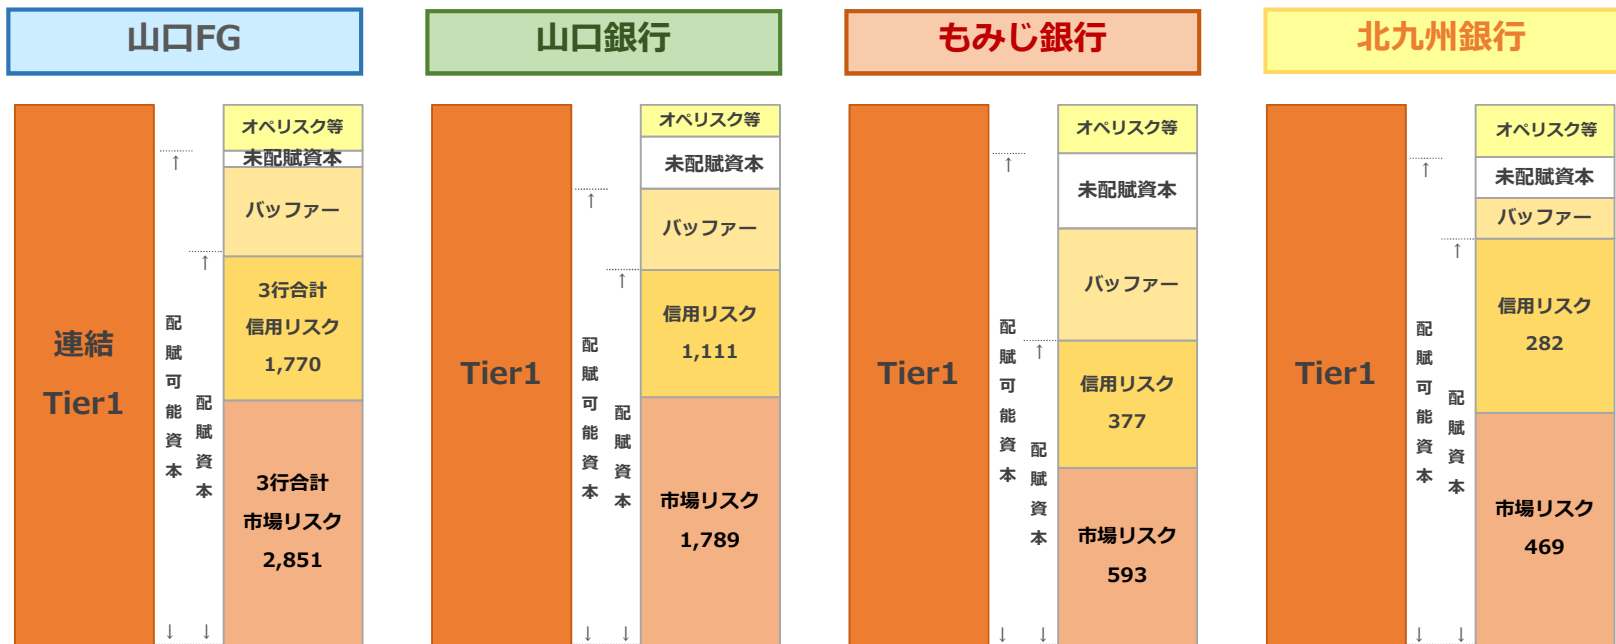 山口FG
連結
Tier1
↑
配賦可能資本
↓
↑
配賦資本
↓
オペリスク等
未配賦資本
バッファー
3行合計
信用リスク
1,770
3行合計
市場リスク
2,851
山口銀行
Tier1
↑
配賦可能資本
↓
↑
配賦資本
↓
オペリスク等
未配賦資本
バッファー
信用リスク
1,111
市場リスク
1,789
もみじ銀行
Tier1
↑
配賦可能資本
↓
↑
配賦資本
↓
オペリスク等
未配賦資本
バッファー
信用リスク
377
市場リスク
593
北九州銀行
Tier1
↑
配賦可能資本
↓
↑
配賦資本
↓
オペリスク等
未配賦資本
バッファー
信用リスク
282
市場リスク
469